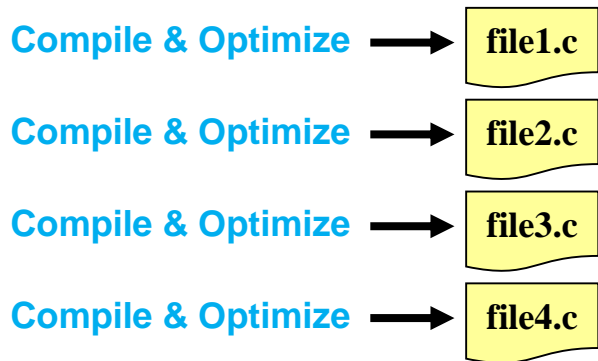 Compile & Optimize file1.c
Compile & Optimize file2.c
Compile & Optimize file3.c
Compile & Optimize file4.c